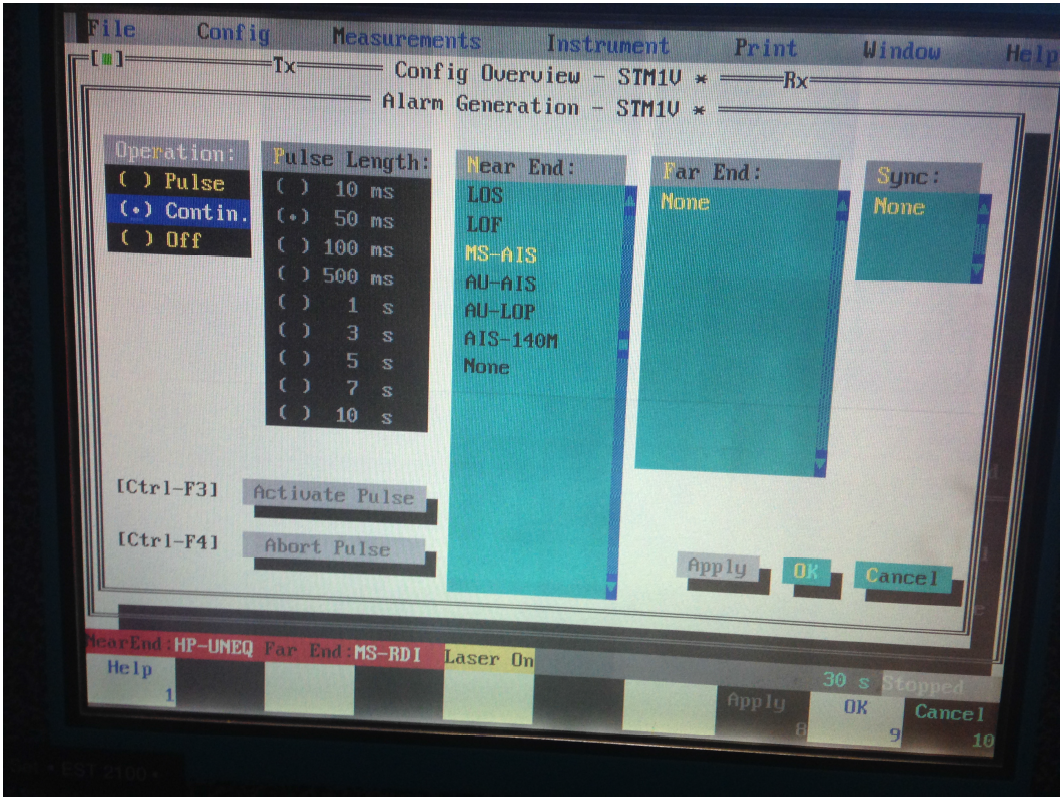 File Config Measurements Instrument Print Window Help
[■] Tx Config Overview - STM1V * Rx
Alarm Generation - STM1V *
Operation:
( ) Pulse
(•) Contin.
( ) Off
Pulse Length:
( ) 10 ms
(•) 50 ms
( ) 100 ms
( ) 500 ms
( ) 1 s
( ) 3 s
( ) 5 s
( ) 7 s
( ) 10 s
Near End:
LOS
LOF
MS-AIS
AU-AIS
AU-LOP
AIS-140M
None
Far End:
None
Sync:
None
[Ctrl-F3] Activate Pulse
[Ctrl-F4] Abort Pulse
Apply OK Cancel
NearEnd:HP-UNEQ Far End:MS-RDI Laser On
30 s Stopped
Help 1
Apply 8
OK 9
Cancel 10
EST 2100